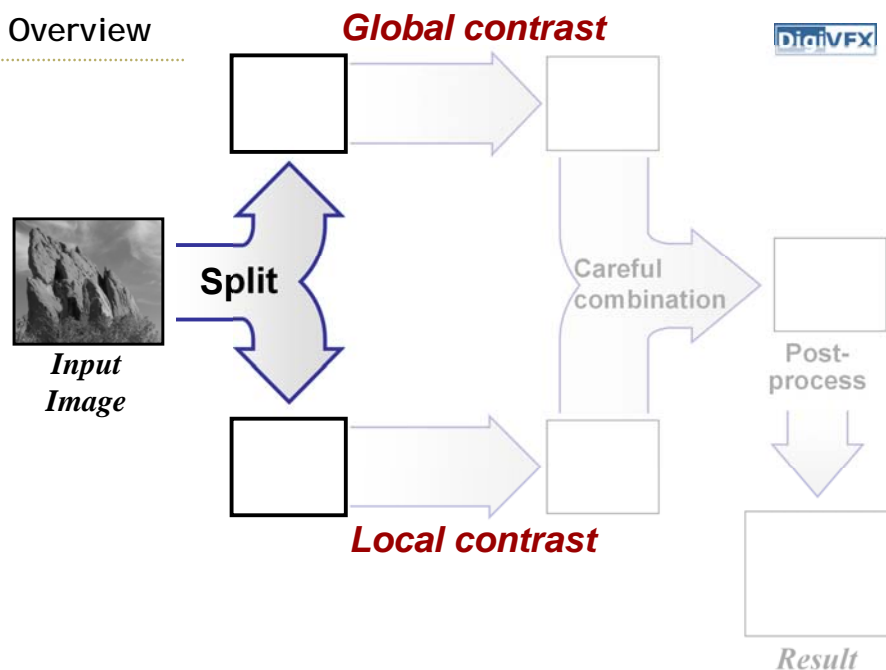 Overview
Global contrast
DigiVFX
Split
Input
Image
Careful
combination
Post-
process
Local contrast
Result